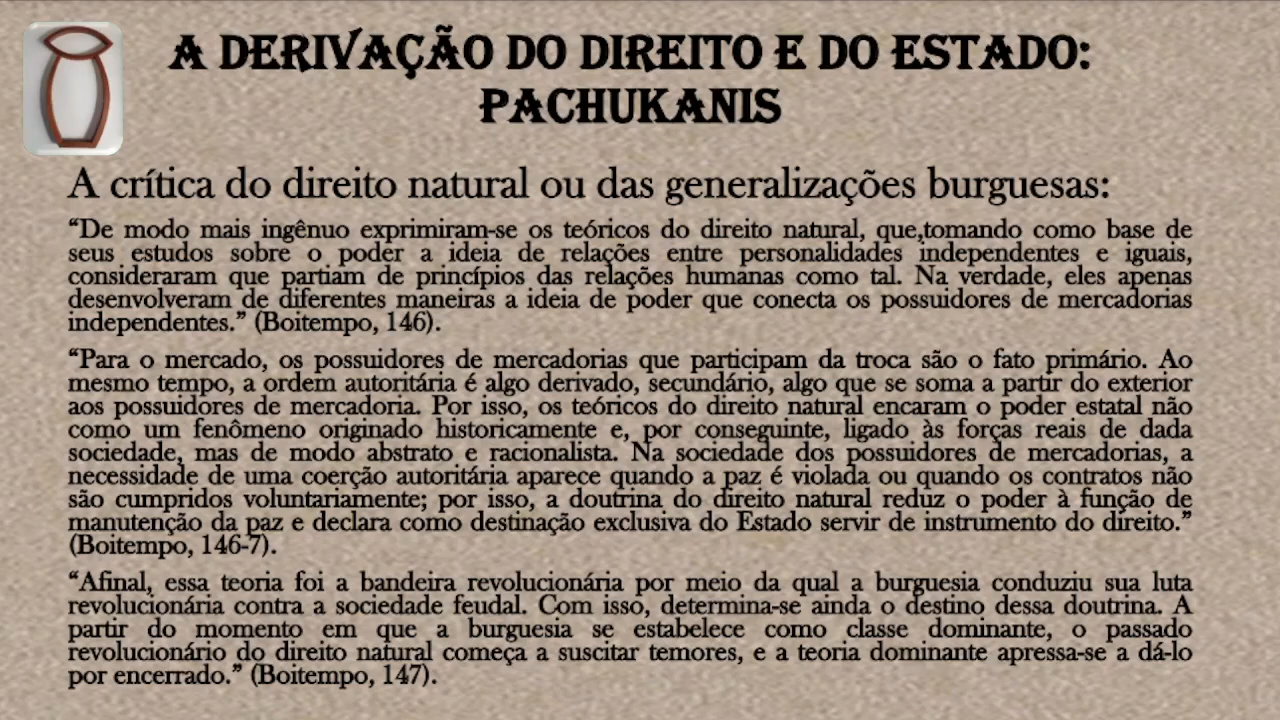 A DERIVAÇÃO DO DIREITO E DO ESTADO:
PACHUKANIS
A crítica do direito natural ou das generalizações burguesas:
“De modo mais ingênuo exprimiram-se os teóricos do direito natural, que,tomando como base de
seus estudos sobre o poder a ideia de relações entre personalidades independentes e iguais,
consideraram que partiam de princípios das relações humanas como tal. Na verdade, eles apenas
desenvolveram de diferentes maneiras a ideia de poder que conecta os possuidores de mercadorias
independentes.” (Boitempo, 146).
“Para o mercado, os possuidores de mercadorias que participam da troca são o fato primário. Ao
mesmo tempo, a ordem autoritária é algo derivado, secundário, algo que se soma a partir do exterior
aos possuidores de mercadoria. Por isso, os teóricos do direito natural encaram o poder estatal não
como um fenômeno originado historicamente e, por conseguinte, ligado às forças reais de dada
sociedade, mas de modo abstrato e racionalista. Na sociedade dos possuidores de mercadorias, a
necessidade de uma coerção autoritária aparece quando a paz é violada ou quando os contratos não
são cumpridos voluntariamente; por isso, a doutrina do direito natural reduz o poder à função de
manutenção da paz e declara como destinação exclusiva do Estado servir de instrumento do direito.”
(Boitempo, 146-7).
“Afinal, essa teoria foi a bandeira revolucionária por meio da qual a burguesia conduziu sua luta
revolucionária contra a sociedade feudal. Com isso, determina-se ainda o destino dessa doutrina. A
partir do momento em que a burguesia se estabelece como classe dominante, o passado
revolucionário do direito natural começa a suscitar temores, e a teoria dominante apressa-se a dá-lo
por encerrado.” (Boitempo, 147).